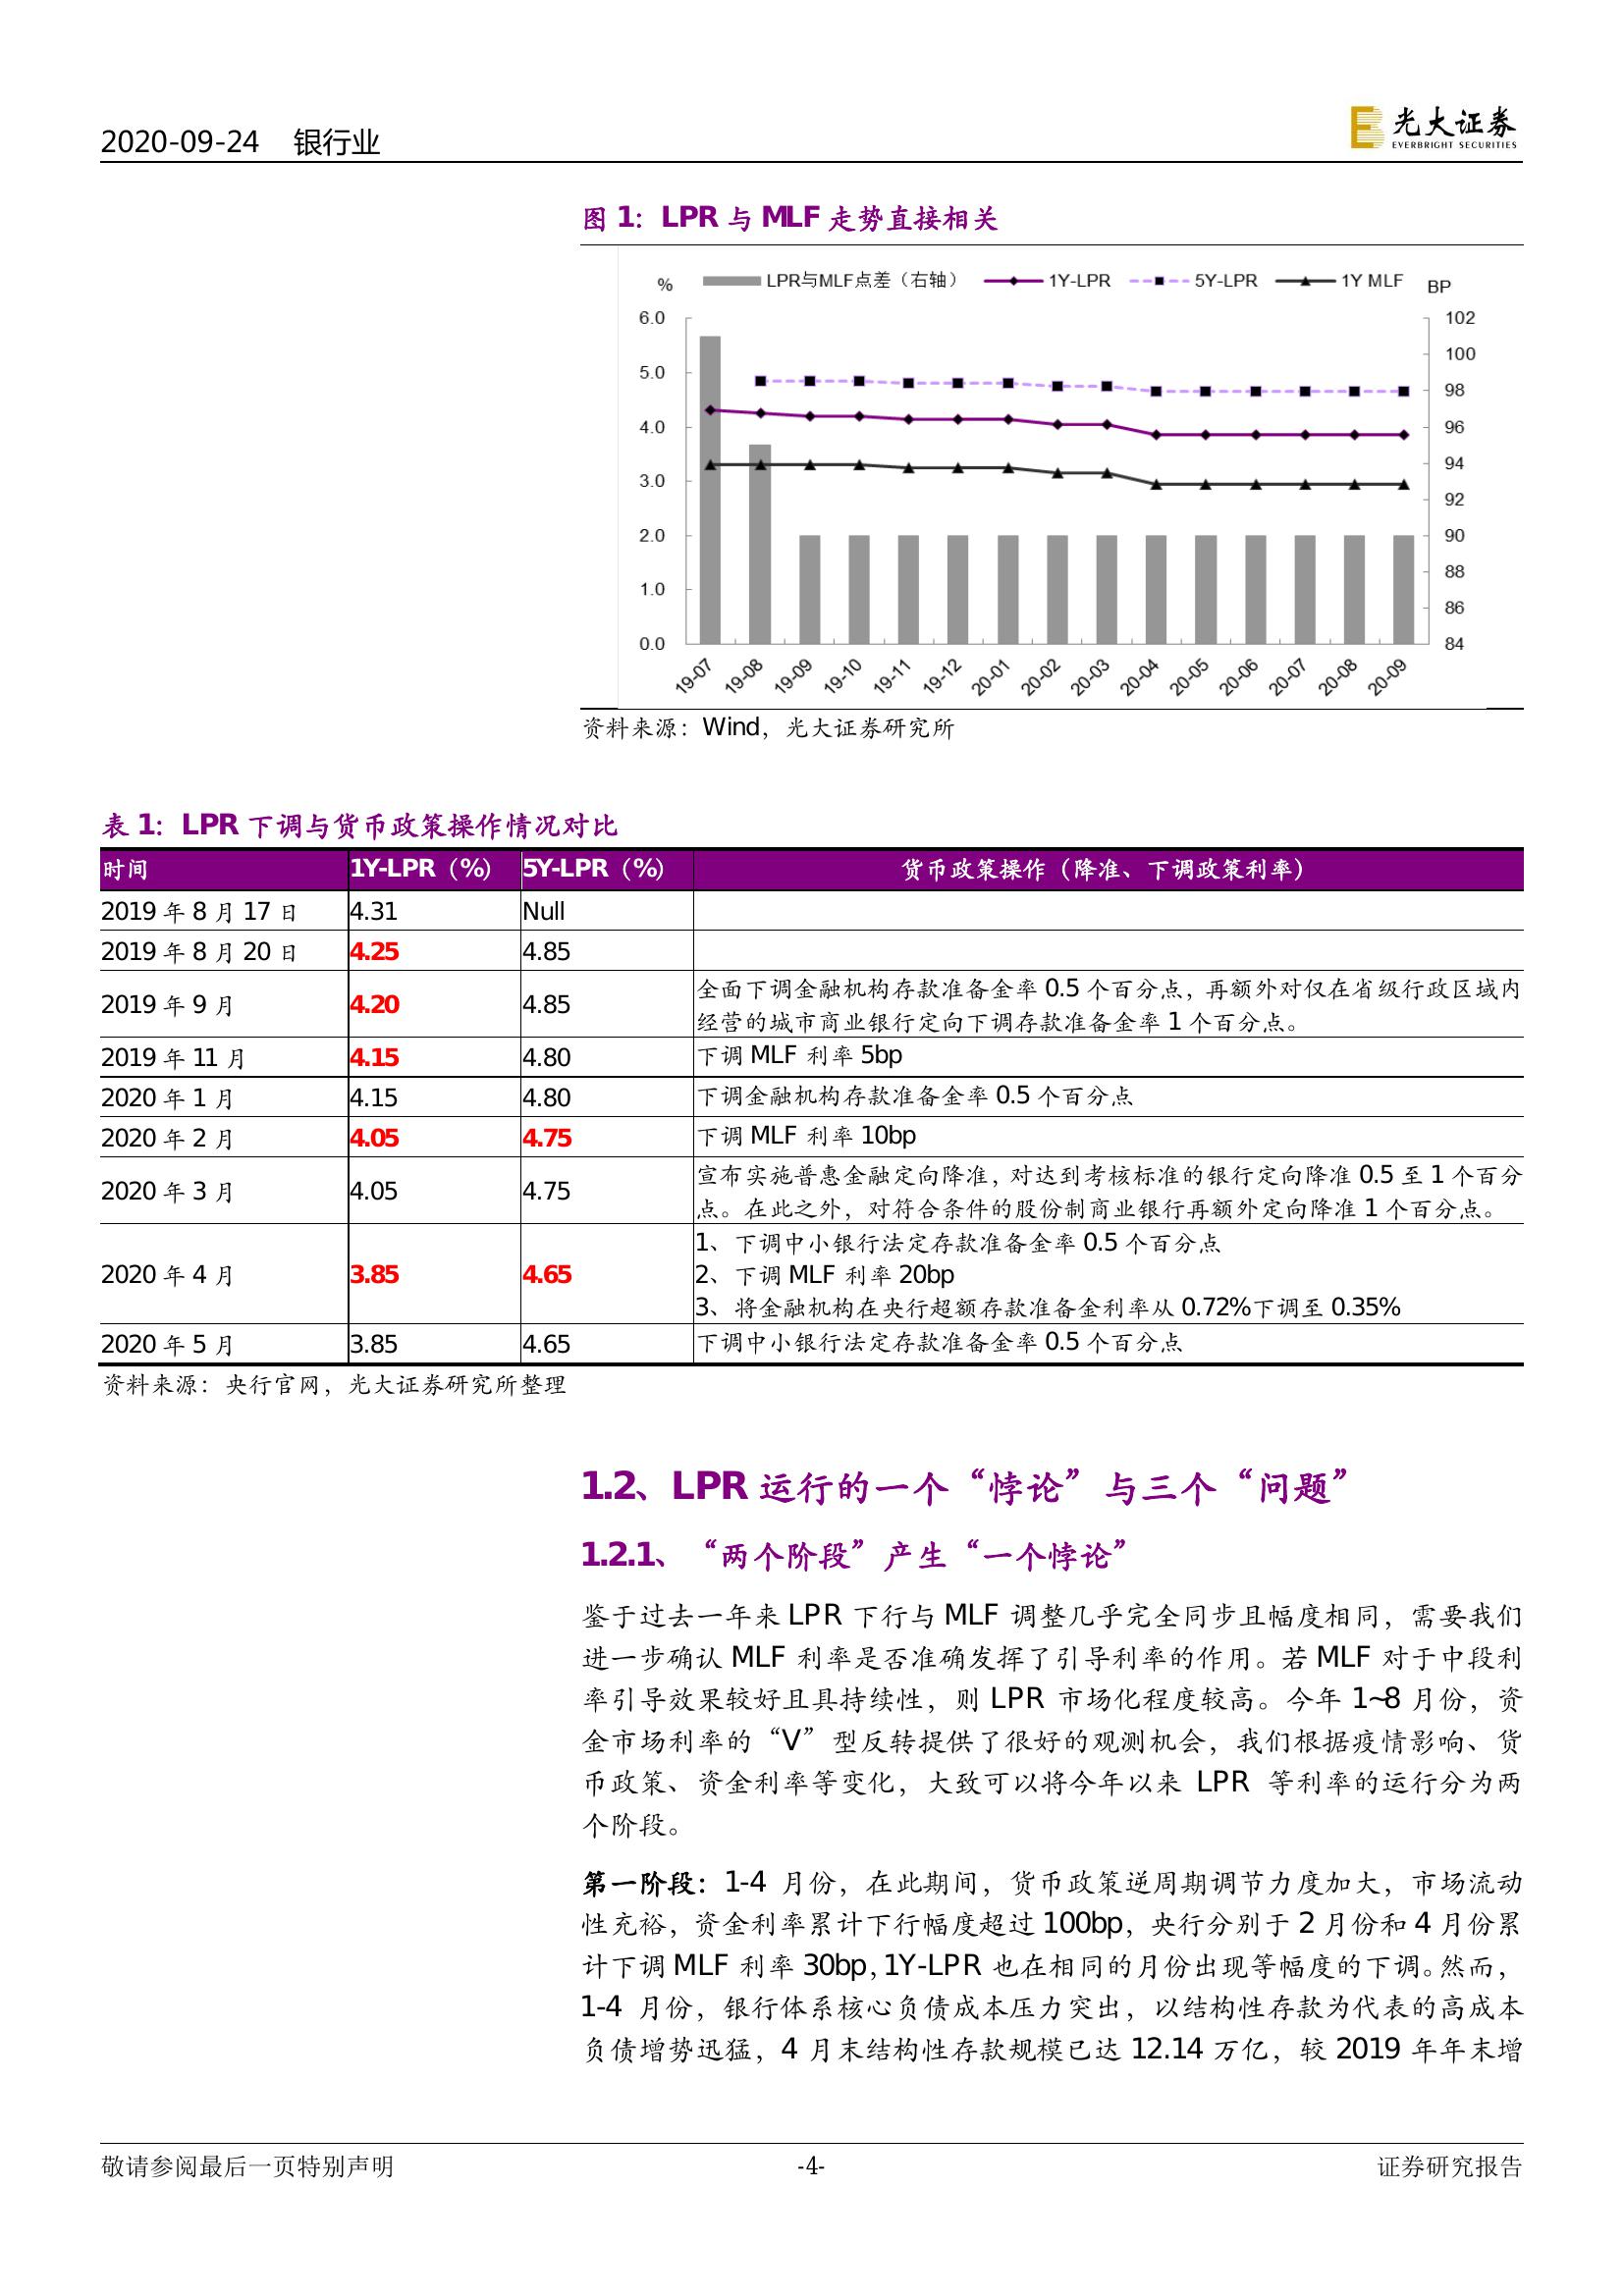 2020-09-24 银行业
光大证券
EVERBRIGHT SECURITIES
图 1：LPR 与 MLF 走势直接相关
% LPR与MLF点差（右轴） 1Y-LPR 5Y-LPR 1Y MLF BP
6.0 102
100
5.0
98
4.0 96
94
3.0
92
2.0 90
88
1.0
86
0.0 84
19-07 19-08 19-09 19-10 19-11 19-12 20-01 20-02 20-03 20-04 20-05 20-06 20-07 20-08 20-09
资料来源：Wind，光大证券研究所
表 1：LPR 下调与货币政策操作情况对比
时间 1Y-LPR（%） 5Y-LPR（%） 货币政策操作（降准、下调政策利率）
2019 年 8 月 17 日 4.31 Null
2019 年 8 月 20 日 4.25 4.85
2019 年 9 月 4.20 4.85 全面下调金融机构存款准备金率 0.5 个百分点，再额外对仅在省级行政区域内
经营的城市商业银行定向下调存款准备金率 1 个百分点。
2019 年 11 月 4.15 4.80 下调 MLF 利率 5bp
2020 年 1 月 4.15 4.80 下调金融机构存款准备金率 0.5 个百分点
2020 年 2 月 4.05 4.75 下调 MLF 利率 10bp
2020 年 3 月 4.05 4.75 宣布实施普惠金融定向降准，对达到考核标准的银行定向降准 0.5 至 1 个百分
点。在此之外，对符合条件的股份制商业银行再额外定向降准 1 个百分点。
2020 年 4 月 3.85 4.65 1、下调中小银行法定存款准备金率 0.5 个百分点
2、下调 MLF 利率 20bp
3、将金融机构在央行超额存款准备金利率从 0.72%下调至 0.35%
2020 年 5 月 3.85 4.65 下调中小银行法定存款准备金率 0.5 个百分点
资料来源：央行官网，光大证券研究所整理
1.2、LPR 运行的一个“悖论”与三个“问题”
1.2.1、“两个阶段”产生“一个悖论”
鉴于过去一年来 LPR 下行与 MLF 调整几乎完全同步且幅度相同，需要我们
进一步确认 MLF 利率是否准确发挥了引导利率的作用。若 MLF 对于中段利
率引导效果较好且具持续性，则 LPR 市场化程度较高。今年 1~8 月份，资
金市场利率的“V”型反转提供了很好的观测机会，我们根据疫情影响、货
币政策、资金利率等变化，大致可以将今年以来 LPR 等利率的运行分为两
个阶段。
第一阶段：1-4 月份，在此期间，货币政策逆周期调节力度加大，市场流动
性充裕，资金利率累计下行幅度超过 100bp，央行分别于 2 月份和 4 月份累
计下调 MLF 利率 30bp，1Y-LPR 也在相同的月份出现等幅度的下调。然而，
1-4 月份，银行体系核心负债成本压力突出，以结构性存款为代表的高成本
负债增势迅猛，4 月末结构性存款规模已达 12.14 万亿，较 2019 年年末增
敬请参阅最后一页特别声明 -4- 证券研究报告